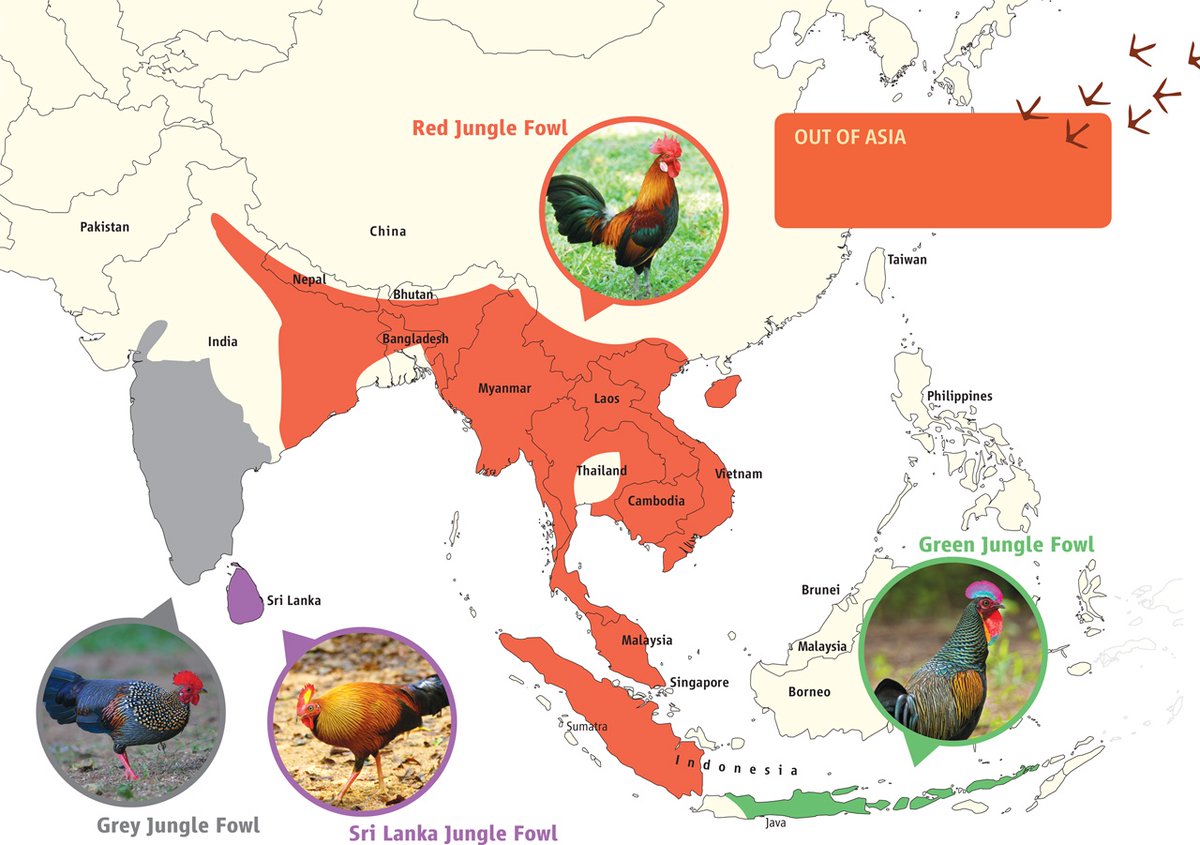 Red Jungle Fowl
OUT OF ASIA
Pakistan
China
Taiwan
Nepal
Bhutan
India
Bangladesh
Myanmar
Laos
Philippines
Thailand
Vietnam
Cambodia
Green Jungle Fowl
Brunei
Sri Lanka
Malaysia
Malaysia
Singapore
Borneo
Sumatra
Indonesia
Java
Grey Jungle Fowl
Sri Lanka Jungle Fowl